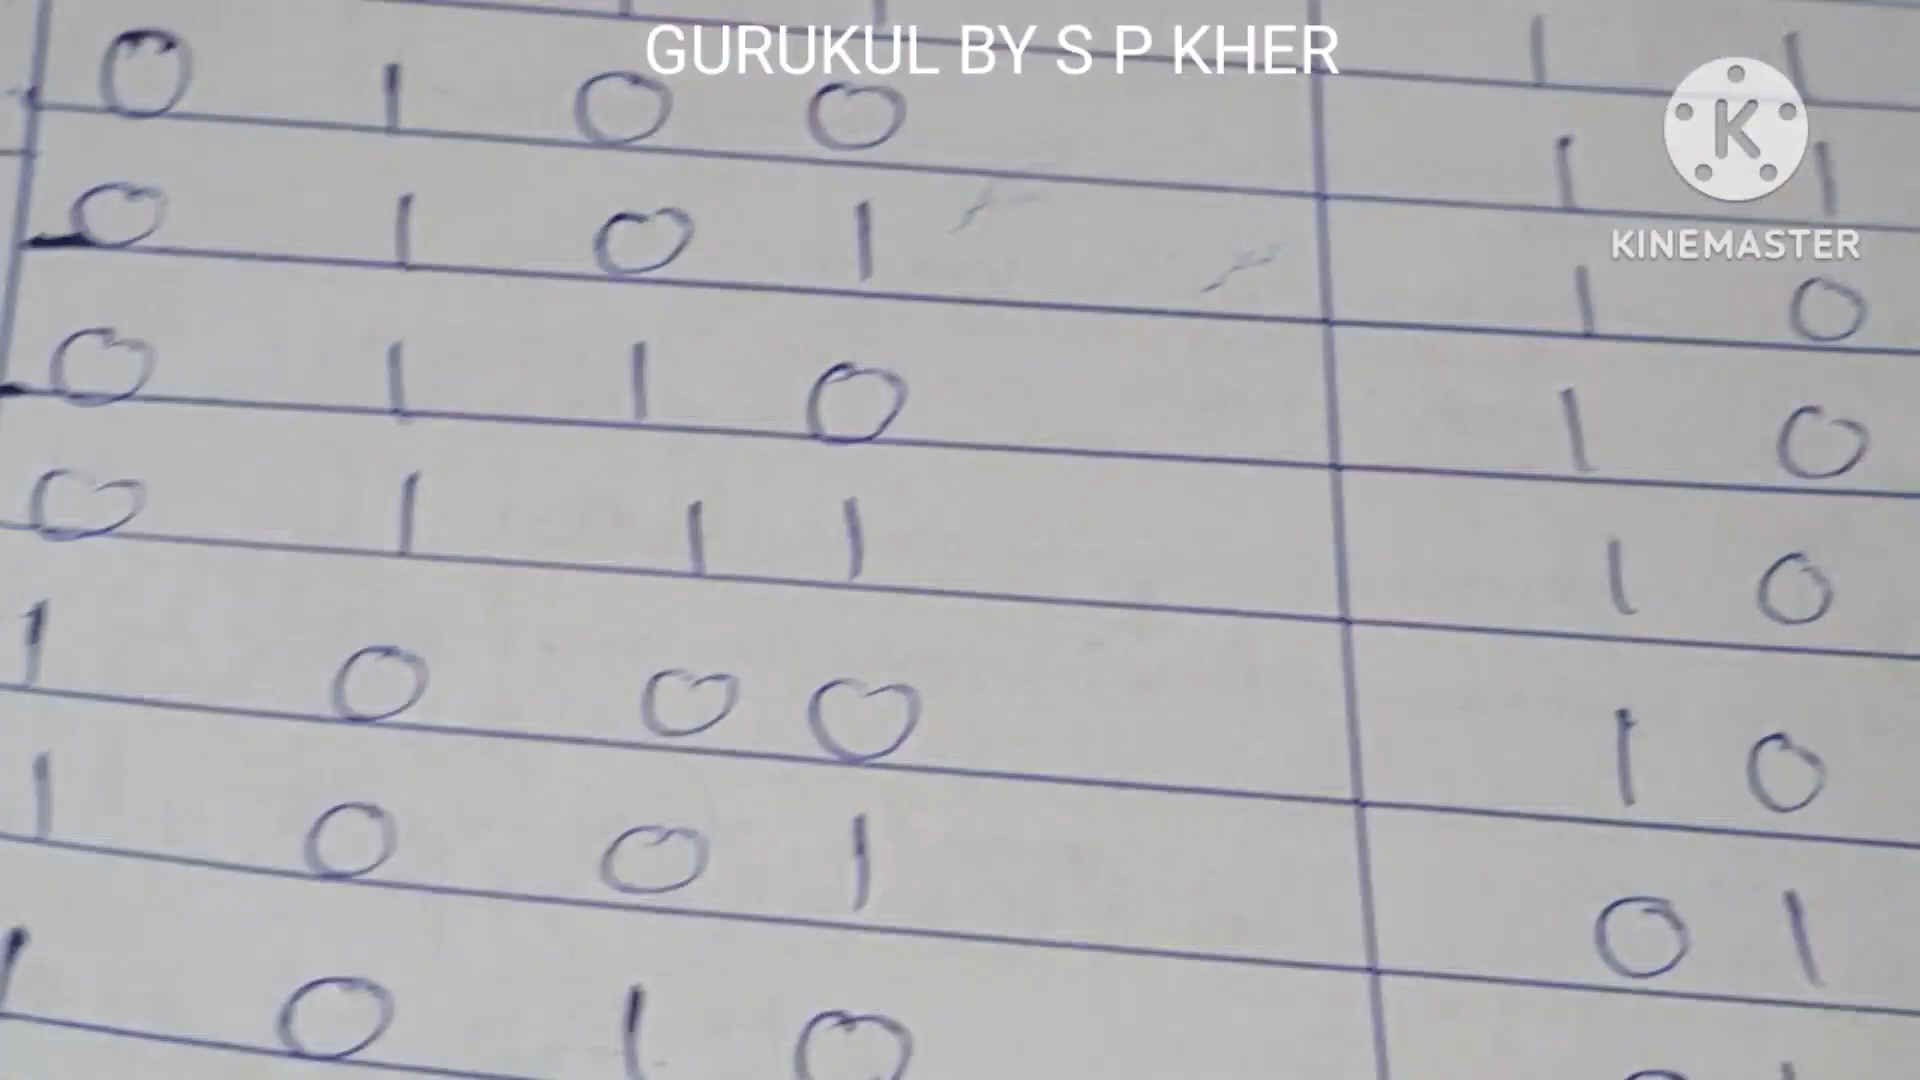 GURUKUL BY S P KHER
1 1
0 1 0 0 1 1
KINEMASTER
0 1 0 1 1 0
0 1 1 0 1 0
0 1 1 1 1 0
1 0 0 0 1 0
1 0 0 1 0 1
1 0 1 0